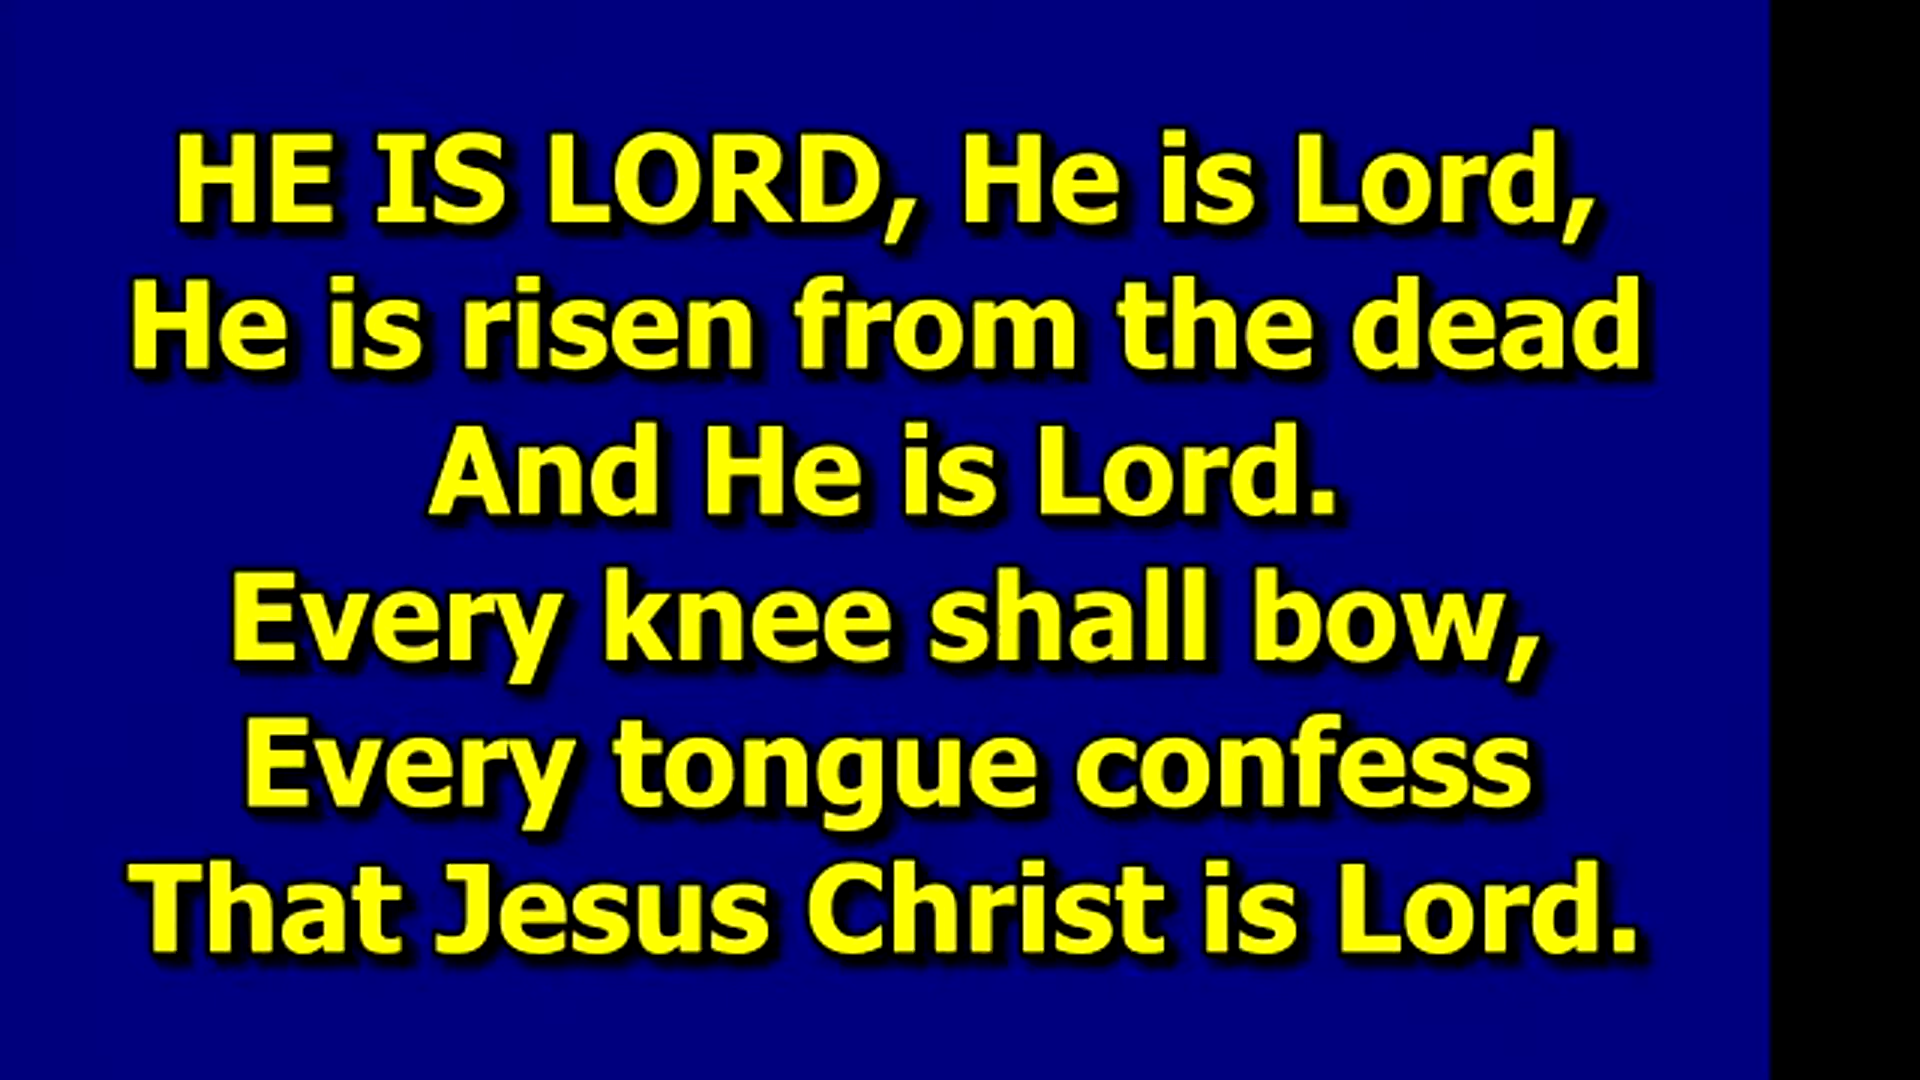 HE IS LORD, He is Lord,
He is risen from the dead
And He is Lord.
Every knee shall bow,
Every tongue confess
That Jesus Christ is Lord.